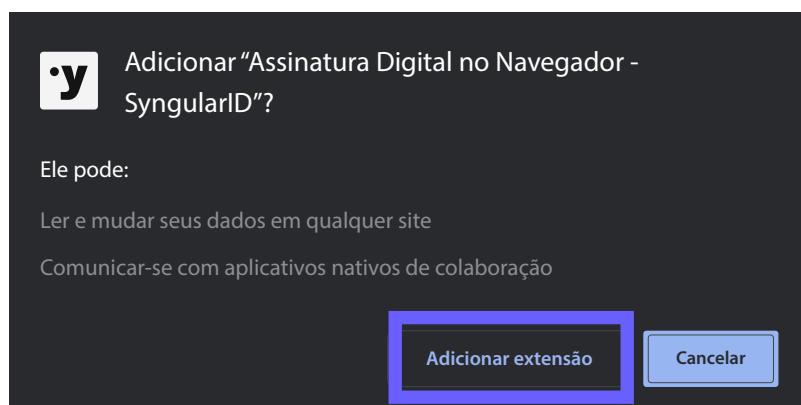 ·y
Adicionar “Assinatura Digital no Navegador -
SyngularID”?
Ele pode:
Ler e mudar seus dados em qualquer site
Comunicar-se com aplicativos nativos de colaboração
Adicionar extensão
Cancelar